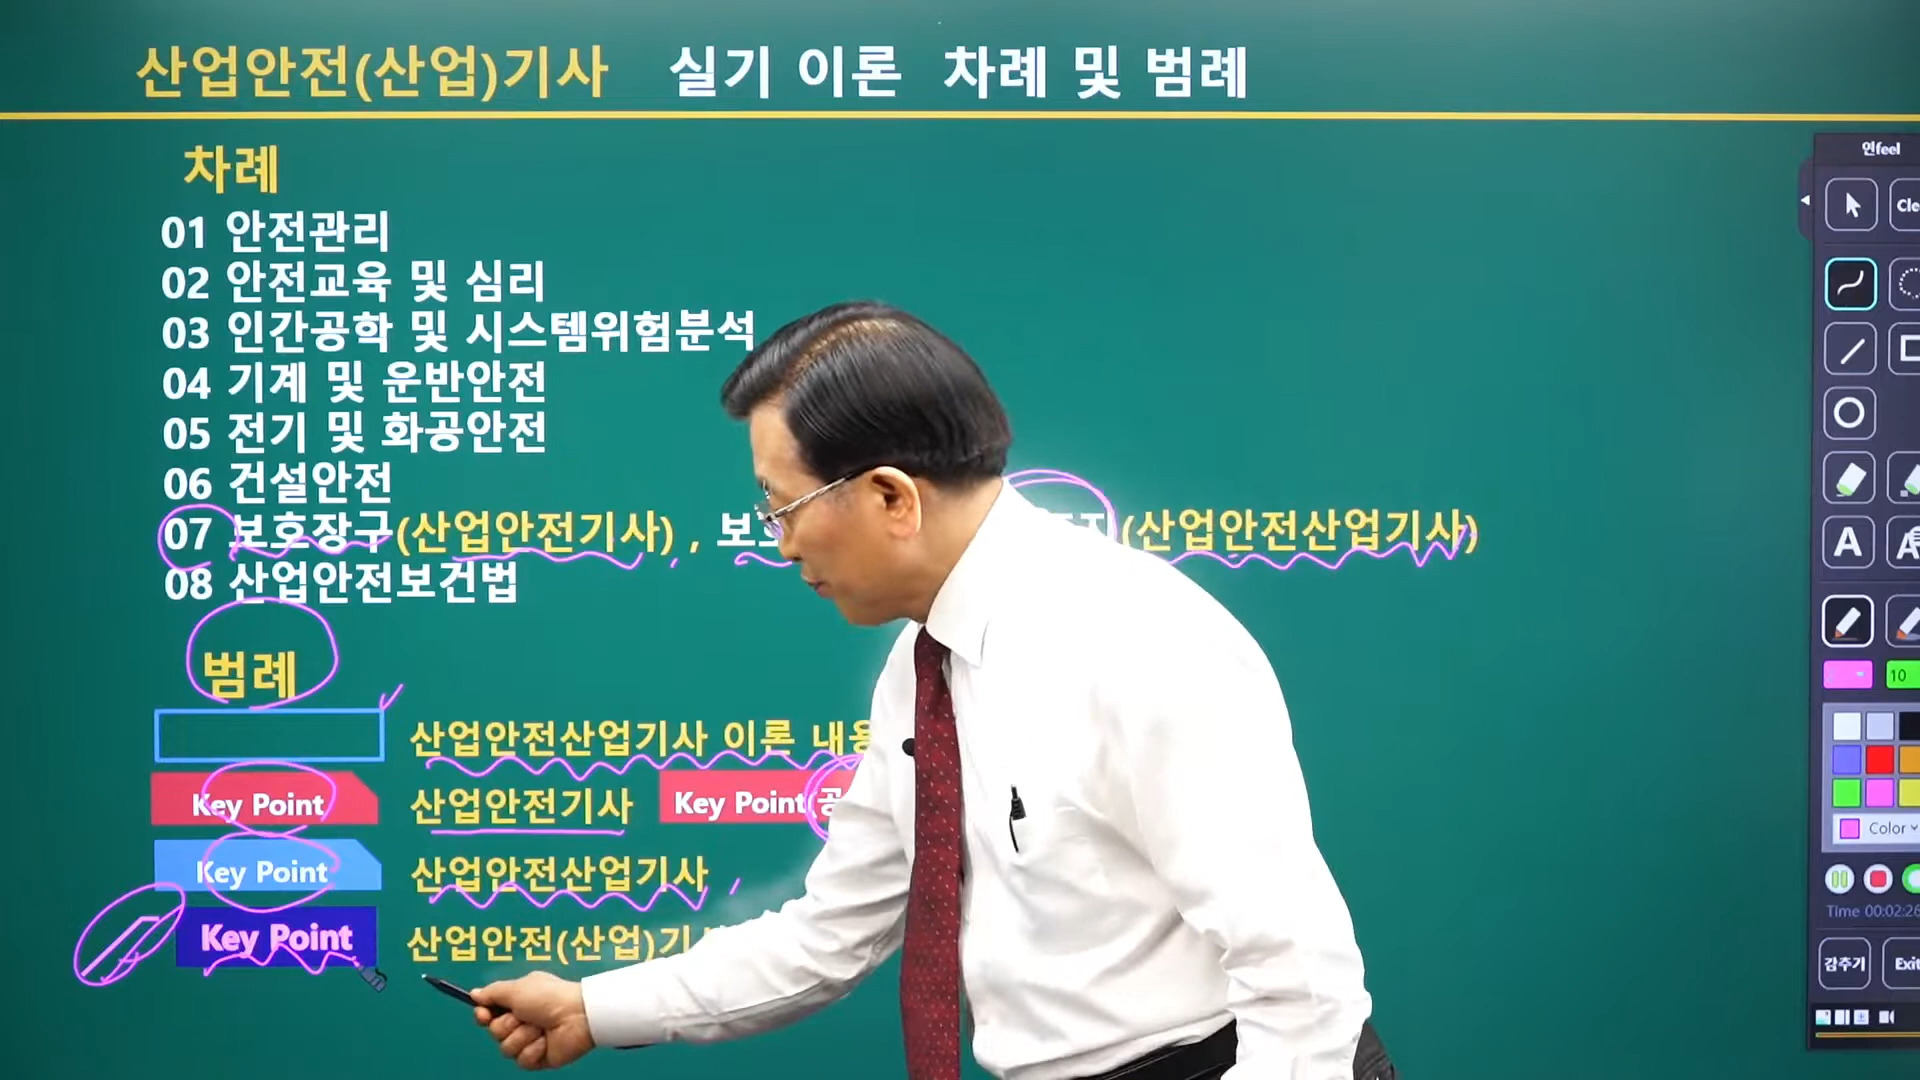 산업안전(산업)기사 실기 이론 차례 및 범례
차례
01 안전관리
02 안전교육 및 심리
03 인간공학 및 시스템위험분석
04 기계 및 운반안전
05 전기 및 화공안전
06 건설안전
07 보호장구(산업안전기사) , (산업안전산업기사)
08 산업안전보건법
범례
산업안전산업기사 이론
Key Point 산업안전기사 Key Point
Key Point 산업안전산업기사
Key Point 산업안전(산업)
연feel
A
10
Color
Time 00:02:26
감추기